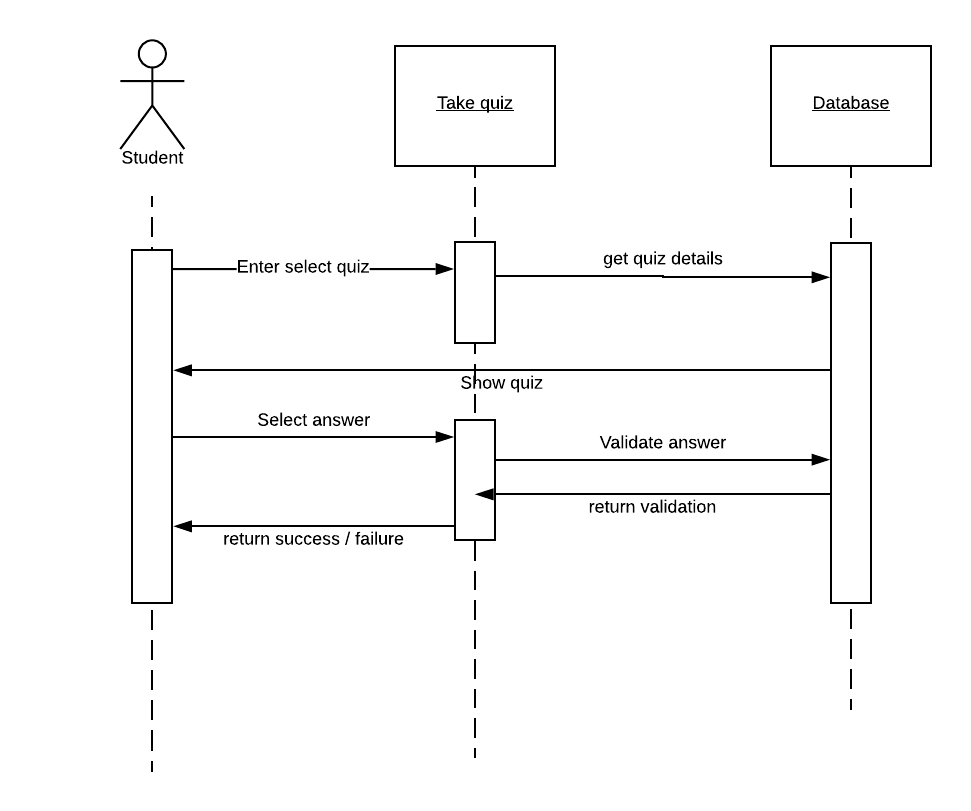 Student
Take quiz
Database
Enter select quiz
get quiz details
Show quiz
Select answer
Validate answer
return validation
return success / failure